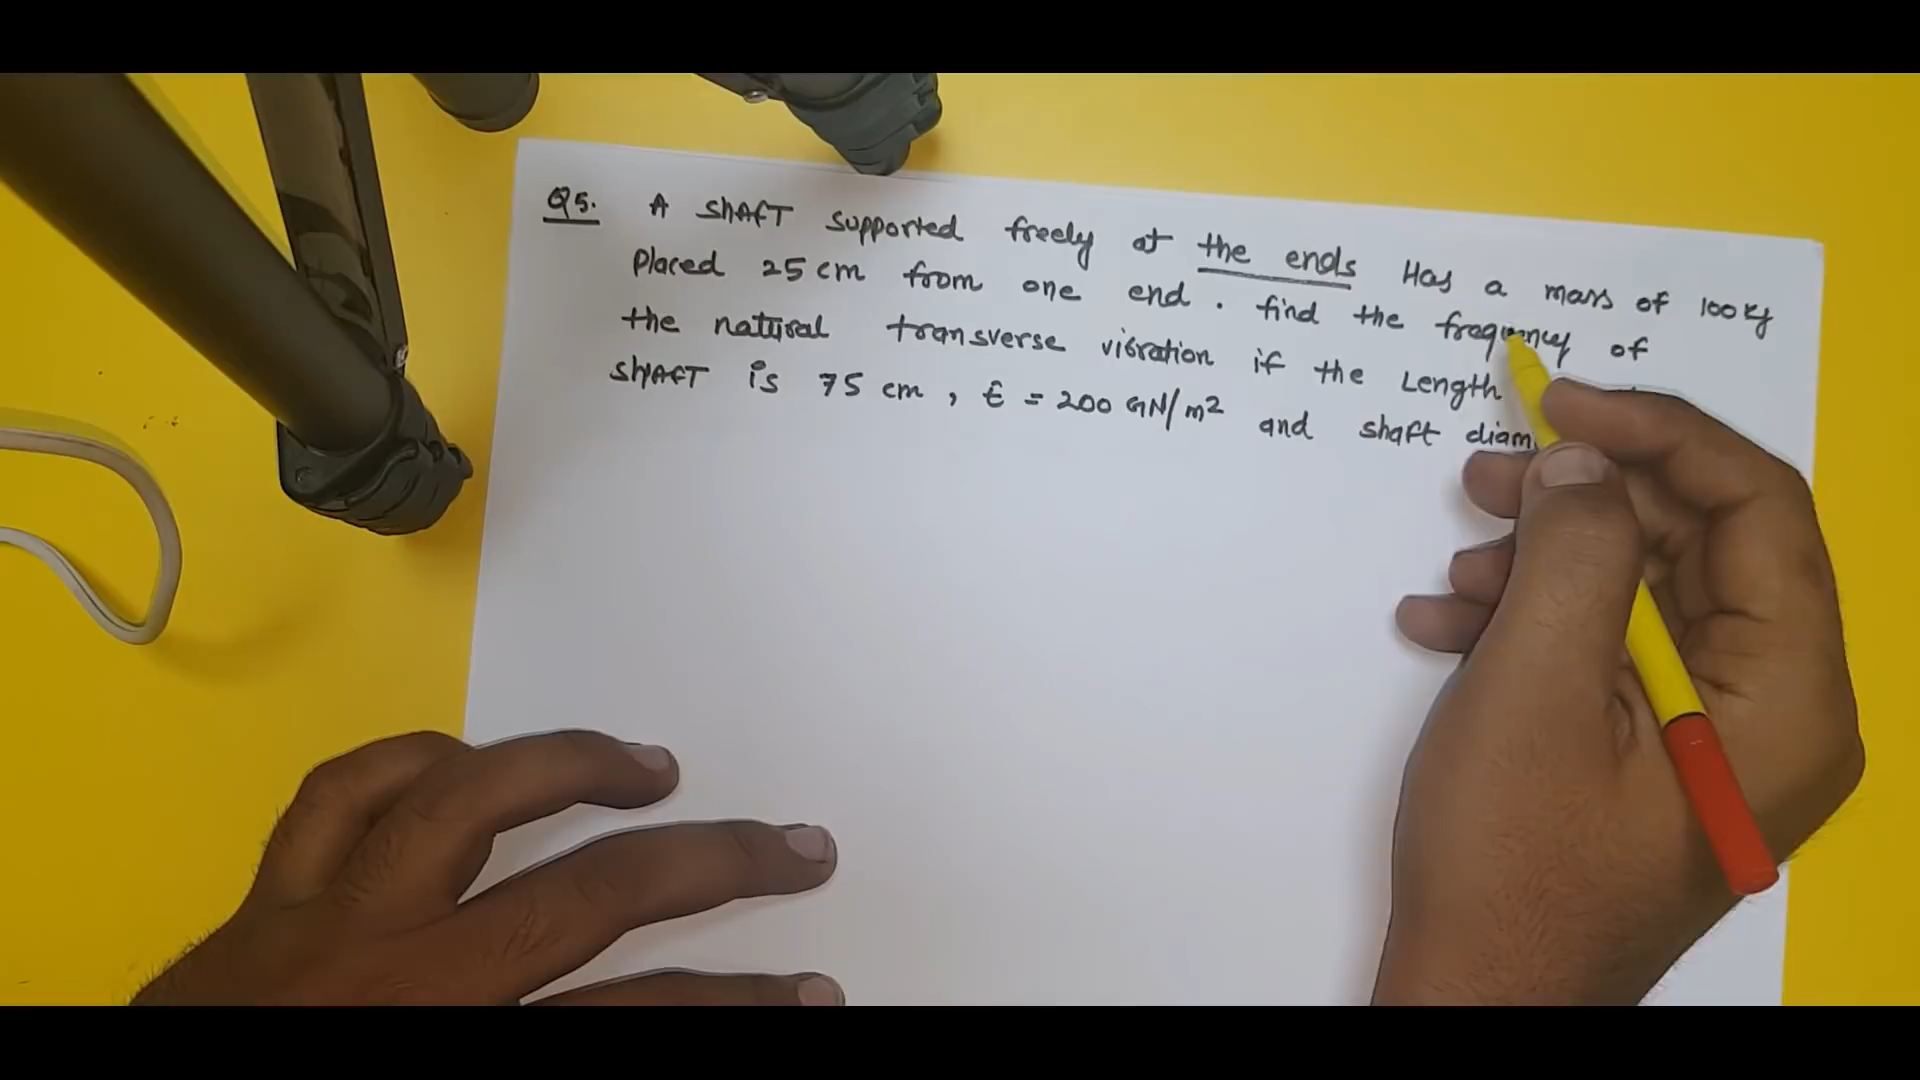 Q5. A ShAFT supported freely at the ends Has a mass of 100 kg
Placed 25 cm from one end. find the frequency of
the natural transverse vibration if the Length
ShAFT is 75 cm, E = 200 GN/m2 and shaft diam